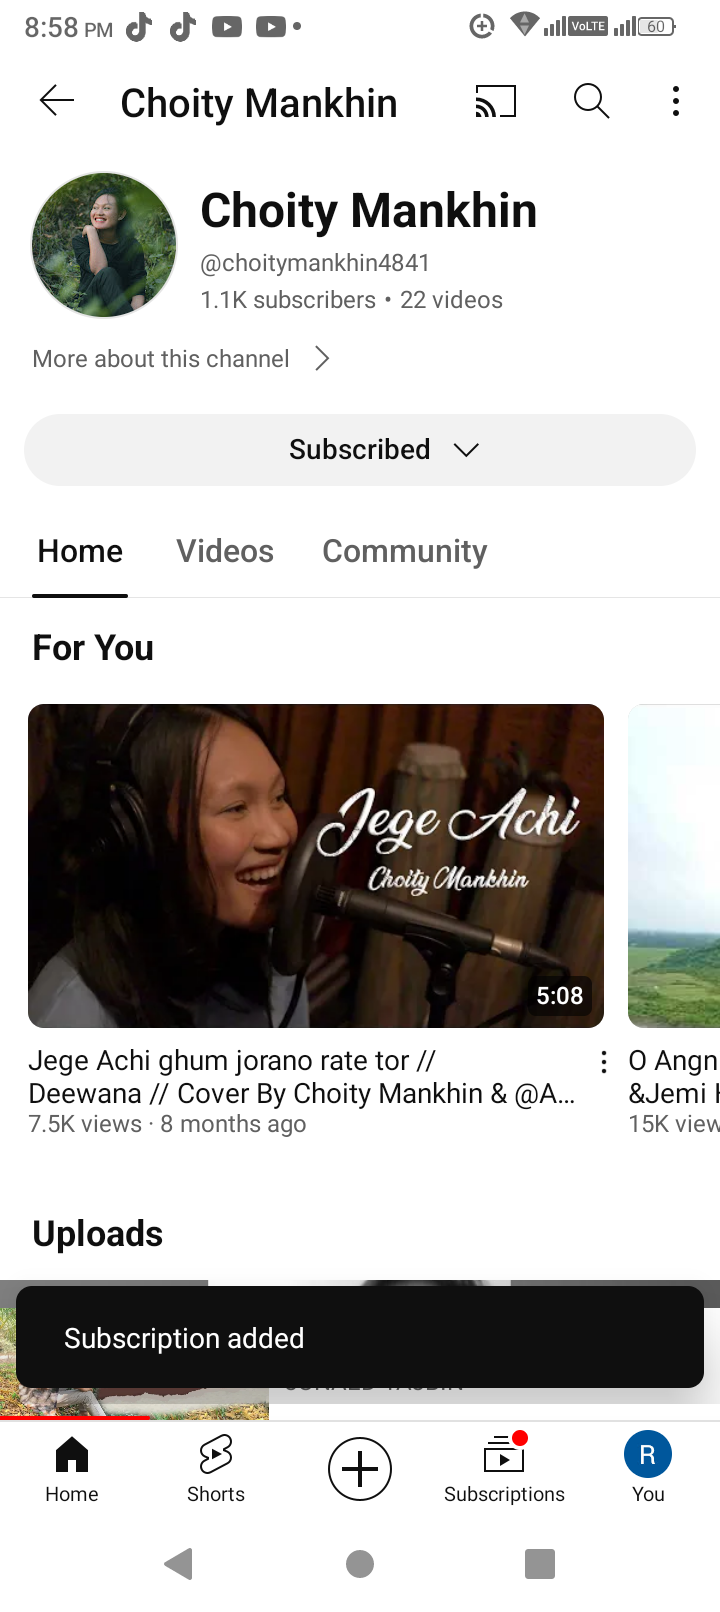 8:58 PM
VoLTE
60
Choity Mankhin
Choity Mankhin
@choitymankhin4841
1.1K subscribers • 22 videos
More about this channel
Subscribed
Home Videos Community
For You
Jege Achi
Choity Mankhin
5:08
Jege Achi ghum jorano rate tor //
Deewana // Cover By Choity Mankhin & @A...
7.5K views · 8 months ago
O Angn
&Jemi
15K view
Uploads
Subscription added
Home
Shorts
Subscriptions
R
You